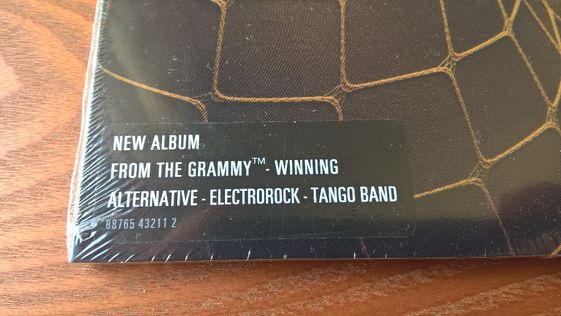 NEW ALBUM
FROM THE GRAMMY™- WINNING
ALTERNATIVE - ELECTROROCK - TANGO BAND
88765 43211 2